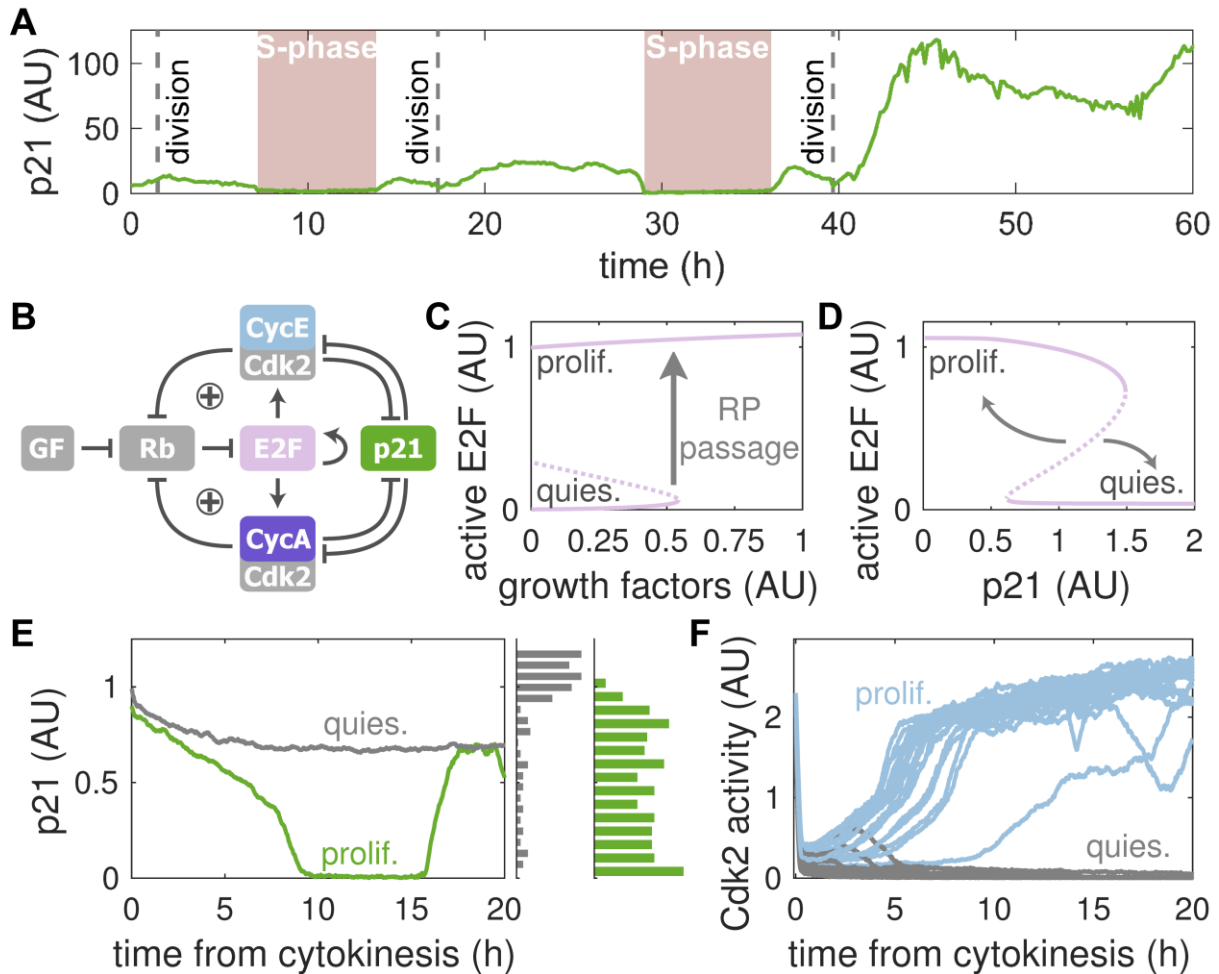 A
S-phase
S-phase
p21 (AU)
100
50
0
division
division
division
0
10
20
30
40
50
60
time (h)
B
CycE
Cdk2
+
GF
Rb
E2F
p21
+
CycA
Cdk2
C
active E2F (AU)
1
0
prolif.
RP
passage
quies.
0
0.25
0.5
0.75
1
growth factors (AU)
D
active E2F (AU)
1
0
prolif.
quies.
0
0.5
1
1.5
2
p21 (AU)
E
p21 (AU)
1
0.5
0
quies.
prolif.
0
5
10
15
20
time from cytokinesis (h)
F
Cdk2 activity (AU)
2
1
0
prolif.
quies.
0
5
10
15
20
time from cytokinesis (h)